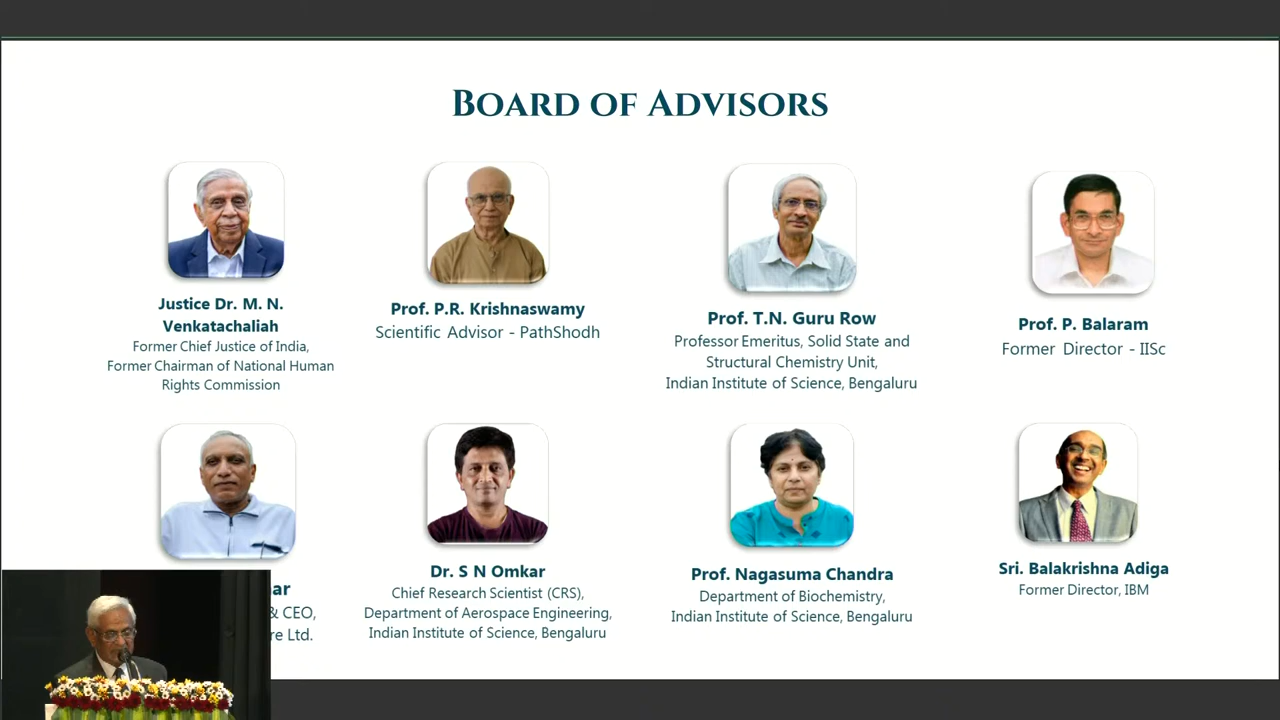 BOARD OF ADVISORS
Justice Dr. M. N.
Venkatachaliah
Former Chief Justice of India,
Former Chairman of National Human
Rights Commission
Prof. P.R. Krishnaswamy
Scientific Advisor - PathShodh
Prof. T.N. Guru Row
Professor Emeritus, Solid State and
Structural Chemistry Unit,
Indian Institute of Science, Bengaluru
Prof. P. Balaram
Former Director - IISc
ar
& CEO,
re Ltd.
Dr. S N Omkar
Chief Research Scientist (CRS),
Department of Aerospace Engineering,
Indian Institute of Science, Bengaluru
Prof. Nagasuma Chandra
Department of Biochemistry,
Indian Institute of Science, Bengaluru
Sri. Balakrishna Adiga
Former Director, IBM